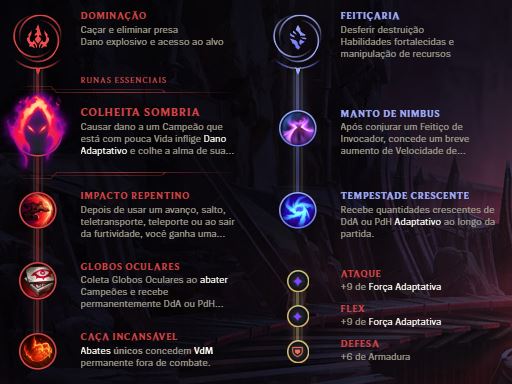 DOMINAÇÃO
Caçar e eliminar presa
Dano explosivo e acesso ao alvo
RUNAS ESSENCIAIS
COLHEITA SOMBRIA
Causar dano a um Campeão que
está com pouca Vida inflige Dano
Adaptativo e colhe a alma de sua...
IMPACTO REPENTINO
Depois de usar um avanço, salto,
teletransporte, teleporte ou ao sair
da furtividade, você ganha uma...
GLOBOS OCULARES
Coleta Globos Oculares ao abater
Campeões e recebe
permanentemente DdA ou PdH...
CAÇA INCANSÁVEL
Abates únicos concedem VdM
permanente fora de combate.
FEITIÇARIA
Desferir destruição
Habilidades fortalecidas e
manipulação de recursos
MANTO DE NIMBUS
Após conjurar um Feitiço de
Invocador, concede um breve
aumento de Velocidade de...
TEMPESTADE CRESCENTE
Recebe quantidades crescentes de
DdA ou PdH Adaptativo ao longo da
partida.
ATAQUE
+9 de Força Adaptativa
FLEX
+9 de Força Adaptativa
DEFESA
+6 de Armadura